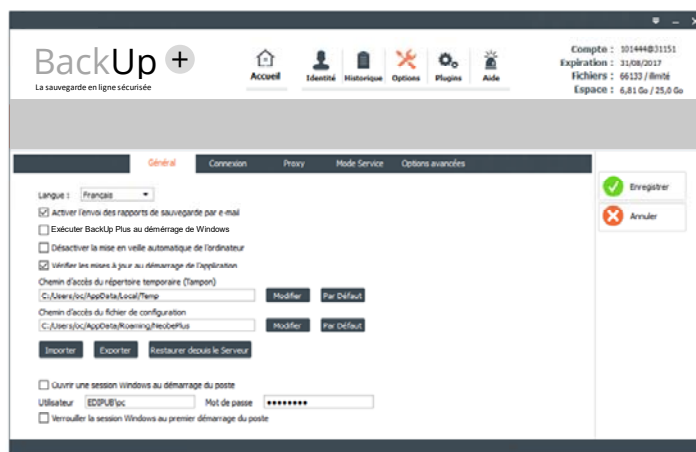 BackUp +
La sauvegarde en ligne sécurisée
Accueil
Identité
Historique
Options
Plugins
Aide
Compte : 101444@31151
Expiration : 31/08/2017
Fichiers : 66133 / illimité
Espace : 6,81 Go / 25,0 Go
Général
Connexion
Proxy
Mode Service
Options avancées
Langue : Français
Activer l'envoi des rapports de sauvegarde par e-mail
Exécuter BackUp Plus au démérrage de Windows
Désactiver la mise en veille automatique de l'ordinateur
Vérifier les mises à jour au démarrage de l'application
Chemin d'accès du répertoire temporaire (Tampon)
C:/Users/oc/AppData/Local/Temp
Modifier
Par Défaut
Chemin d'accès du fichier de configuration
C:/Users/oc/AppData/Roaming/NeobePlus
Modifier
Par Défaut
Importer
Exporter
Restaurer depuis le Serveur
Ouvrir une session Windows au démarrage du poste
Utilisateur EDIPUB\oc Mot de passe ••••••••
Verrouiller la session Windows au premier démarrage du poste
Enregistrer
Annuler